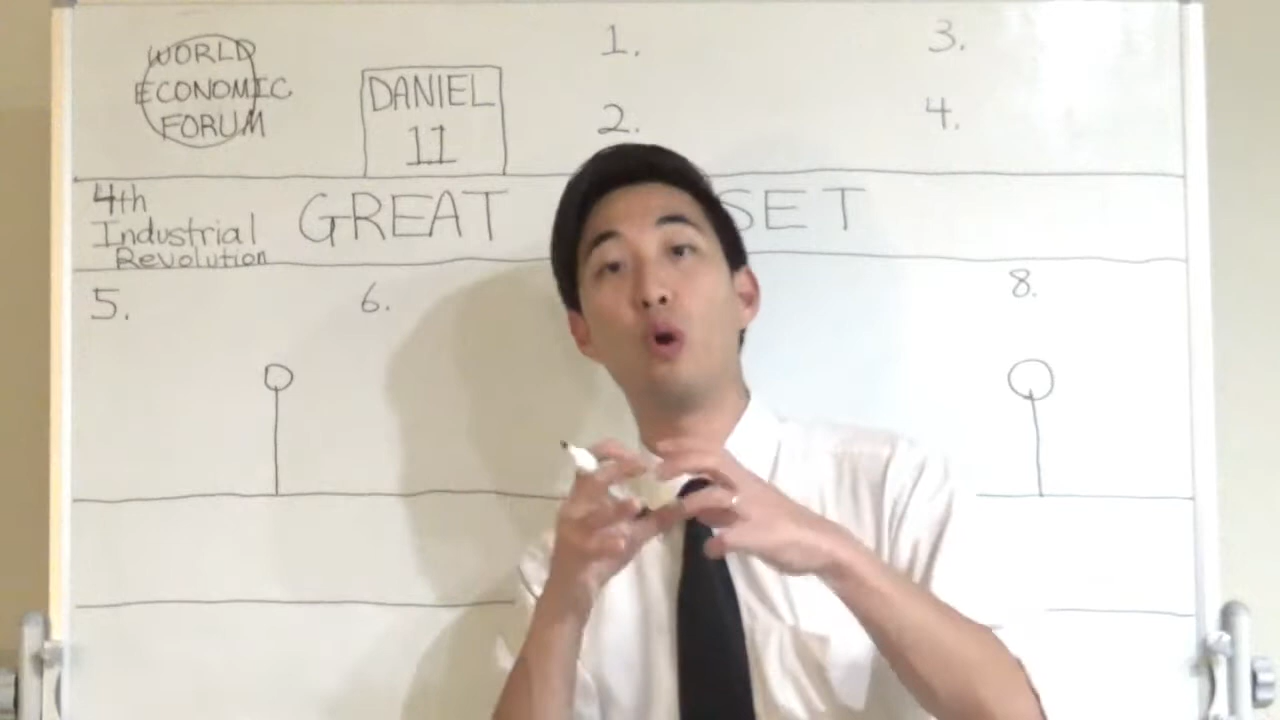 WORLD
ECONOMIC
FORUM
DANIEL
11
1.
2.
3.
4.
4th
Industrial
Revolution
GREAT SET
5.
6.
8.